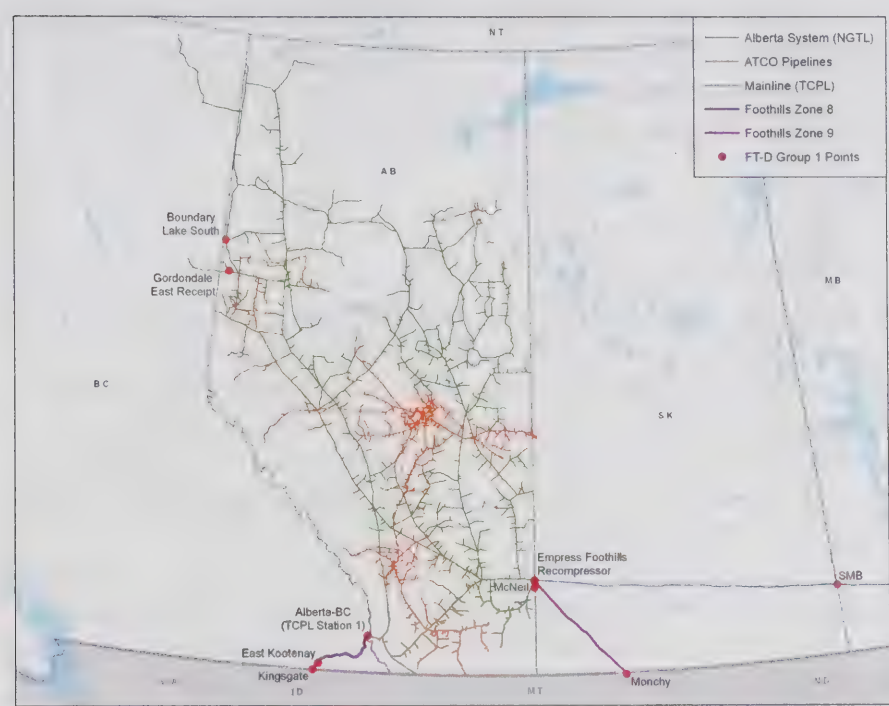 NT
Alberta System (NGTL)
ATCO Pipelines
Mainline (TCPL)
Foothills Zone 8
Foothills Zone 9
FT-D Group 1 Points
AB
Boundary
Lake South
Gordondale
East Receipt
MB
BC
SK
Empress Foothills
Recompressor
McNeil
SMB
Alberta-BC
(TCPL Station 1)
East Kootenay
Kingsgate
Monchy
ID
MT